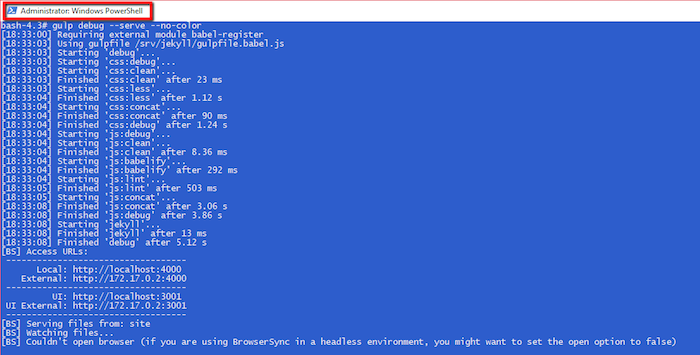 Administrator: Windows PowerShell
bash-4.3# gulp debug --serve --no-color
[18:33:00] Requiring external module babel-register
[18:33:03] Using gulpfile /srv/jekyll/gulpfile.babel.js
[18:33:03] Starting 'debug'...
[18:33:03] Starting 'css:debug'...
[18:33:03] Starting 'css:clean'...
[18:33:03] Finished 'css:clean' after 23 ms
[18:33:03] Starting 'css:less'...
[18:33:04] Finished 'css:less' after 1.12 s
[18:33:04] Starting 'css:concat'...
[18:33:04] Finished 'css:concat' after 90 ms
[18:33:04] Finished 'css:debug' after 1.24 s
[18:33:04] Starting 'js:debug'...
[18:33:04] Starting 'js:clean'...
[18:33:04] Finished 'js:clean' after 8.36 ms
[18:33:04] Starting 'js:babelify'...
[18:33:04] Finished 'js:babelify' after 292 ms
[18:33:04] Starting 'js:lint'...
[18:33:05] Finished 'js:lint' after 503 ms
[18:33:05] Starting 'js:concat'...
[18:33:08] Finished 'js:concat' after 3.06 s
[18:33:08] Finished 'js:debug' after 3.86 s
[18:33:08] Starting 'jekyll'...
[18:33:08] Finished 'jekyll' after 13 ms
[18:33:08] Finished 'debug' after 5.12 s
[BS] Access URLs:
-----------------------------------
Local: http://localhost:4000
External: http://172.17.0.2:4000
-----------------------------------
UI: http://localhost:3001
UI External: http://172.17.0.2:3001
-----------------------------------
[BS] Serving files from: site
[BS] Watching files...
[BS] Couldn't open browser (if you are using BrowserSync in a headless environment, you might want to set the open option to false)